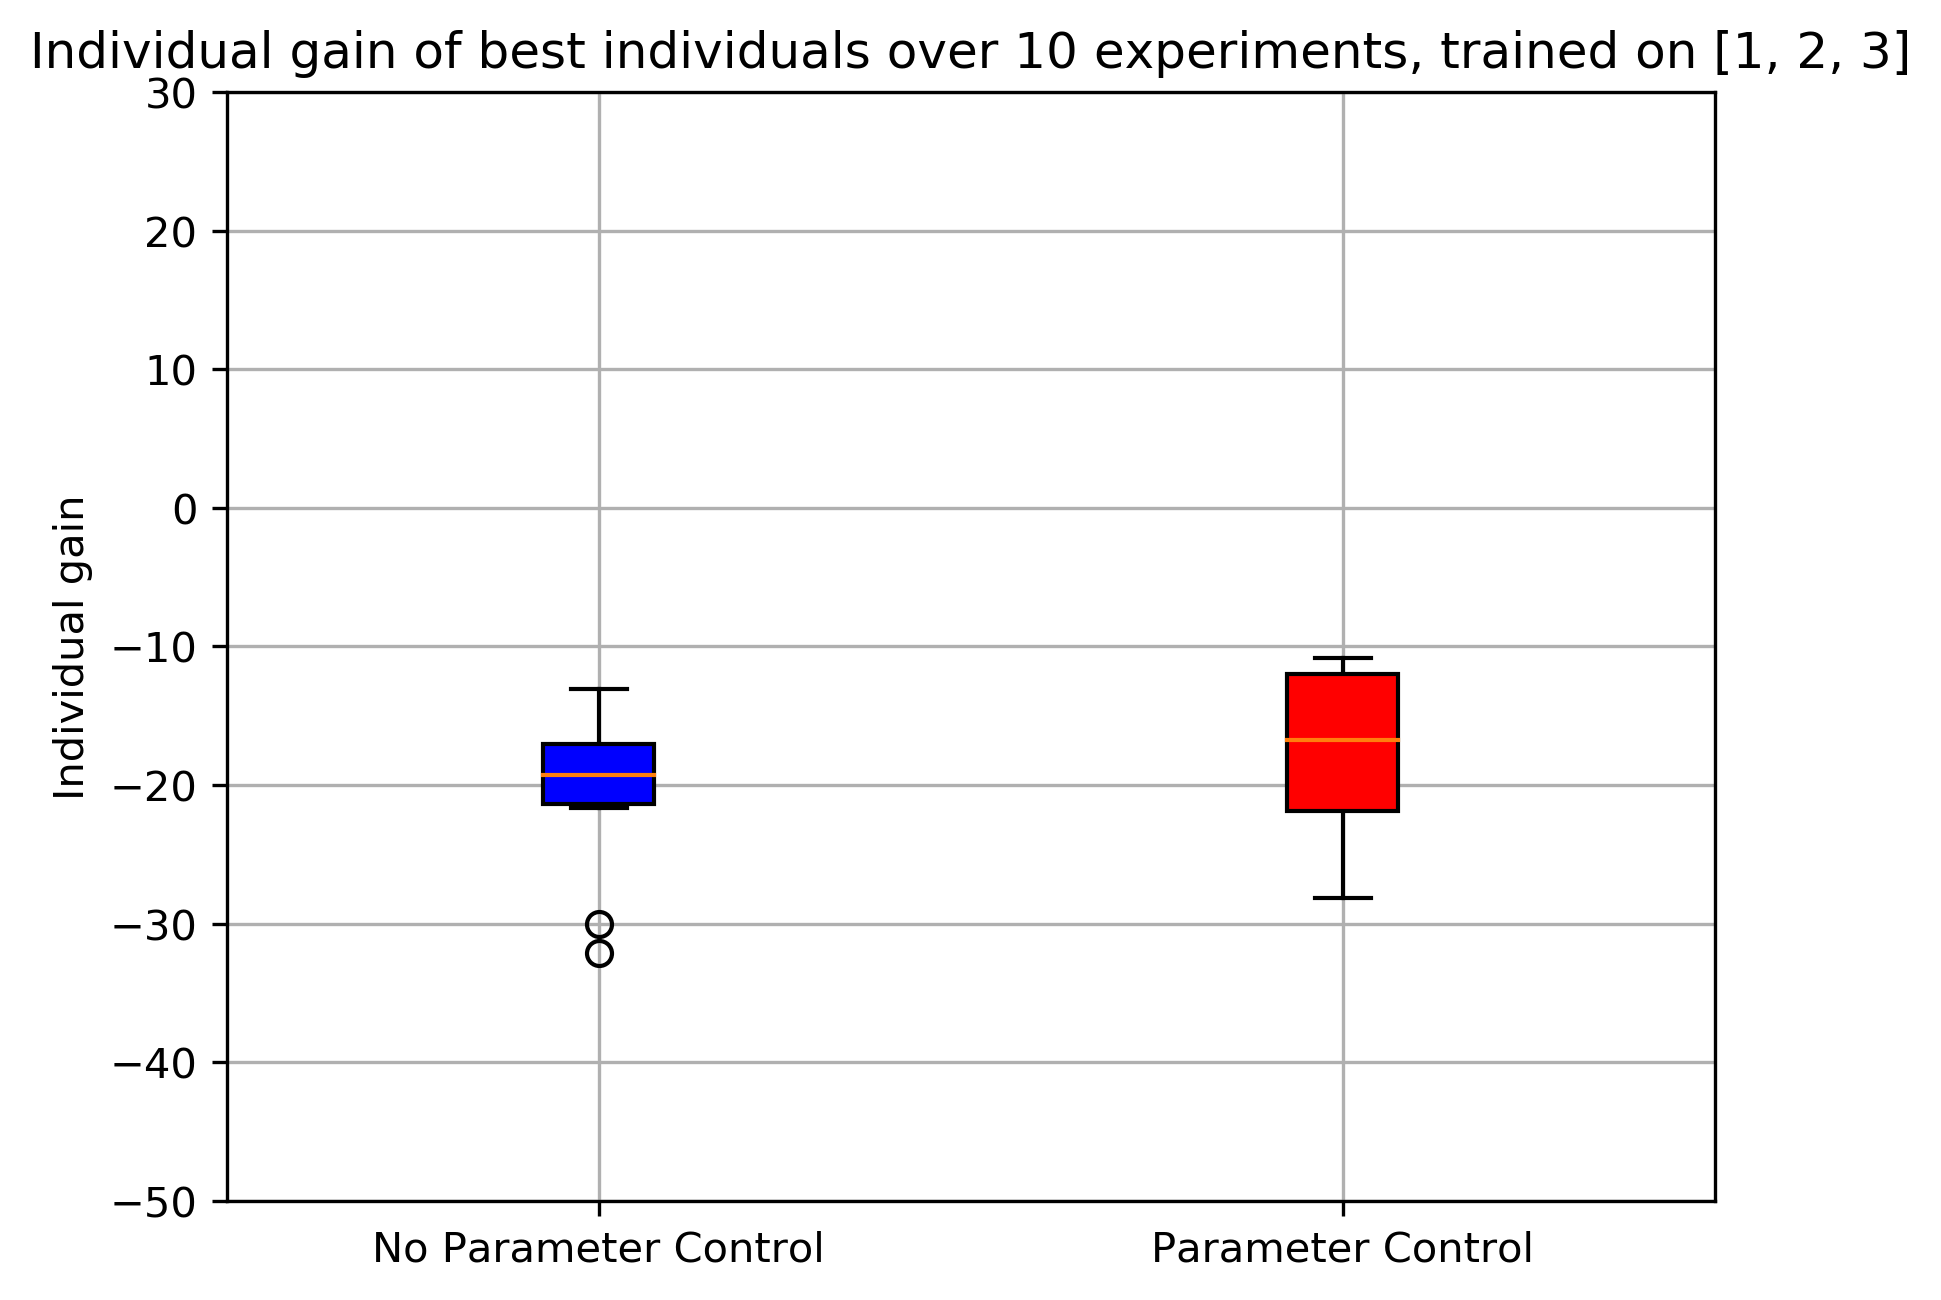 Individual gain of best individuals over 10 experiments, trained on [1, 2, 3]
30
20
10
0
−10
−20
−30
−40
−50
Individual gain
No Parameter Control
Parameter Control